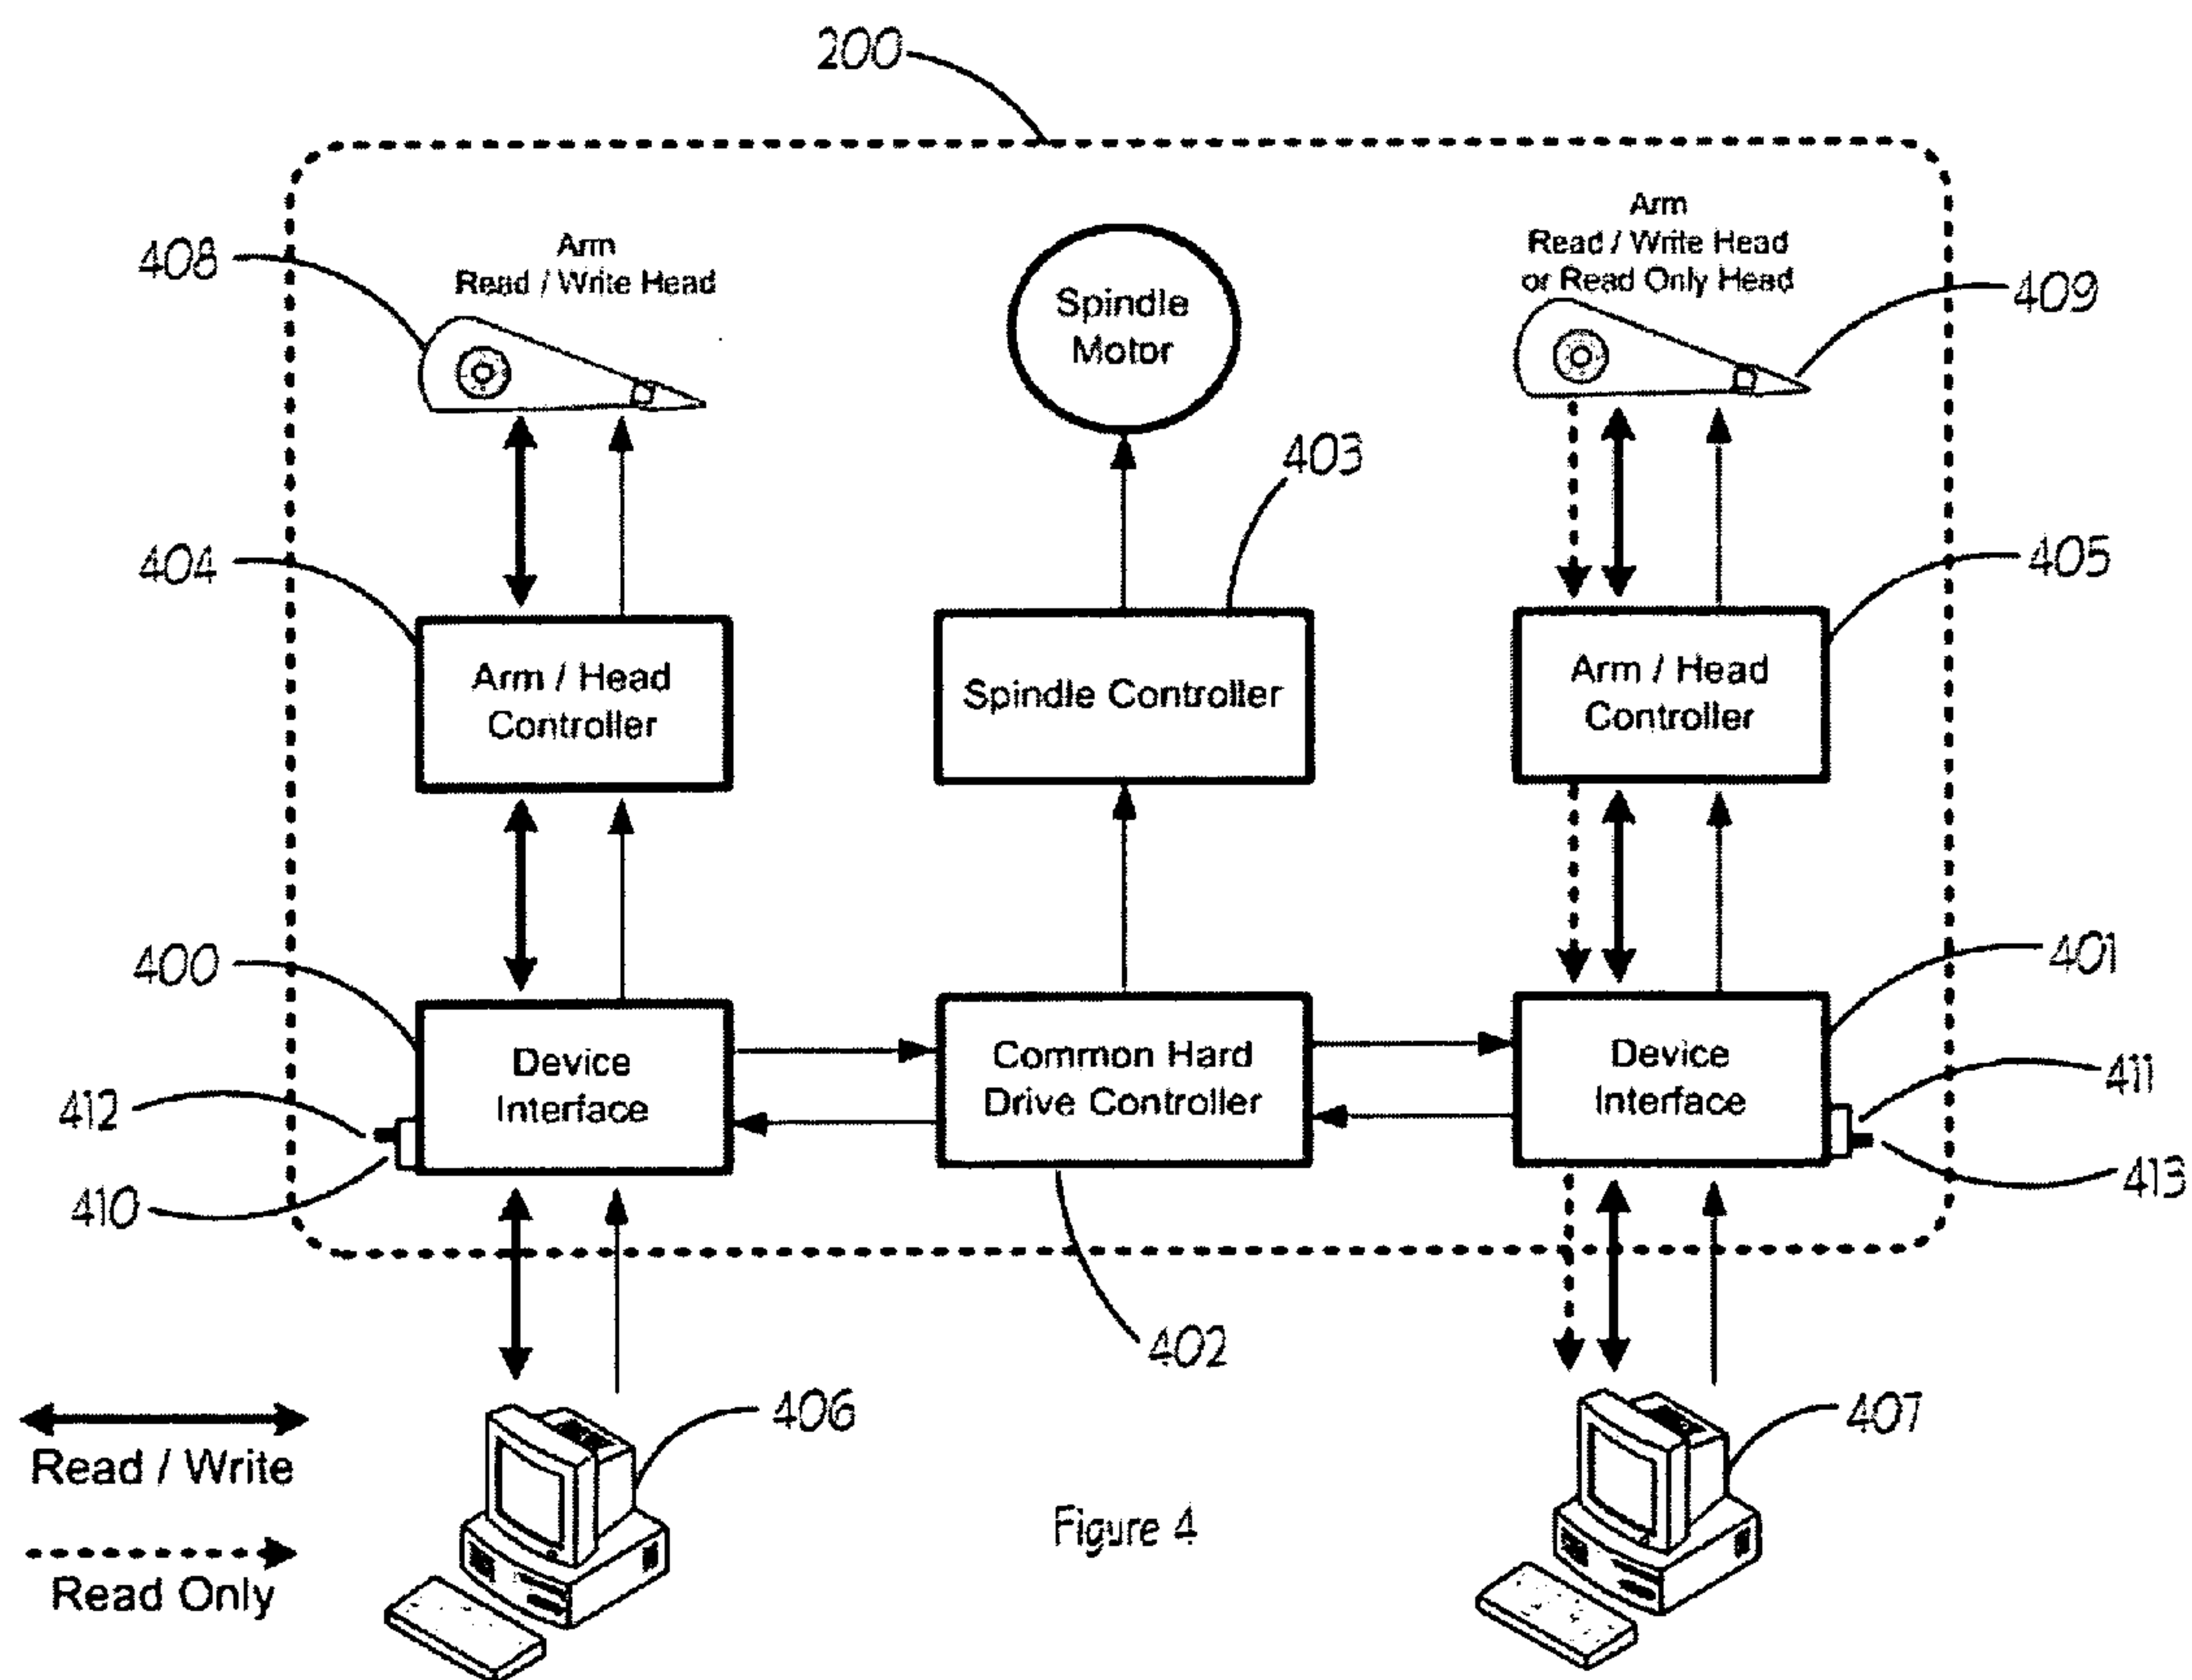 200
Arm
Read / Write Head
408
Spindle
Motor
Arm
Read / Write Head
or Read Only Head
409
403
404
Arm / Head
Controller
Spindle Controller
Arm / Head
Controller
405
400
Device
Interface
Common Hard
Drive Controller
Device
Interface
401
412
410
411
413
402
406
407
Read / Write
Read Only
Figure 4